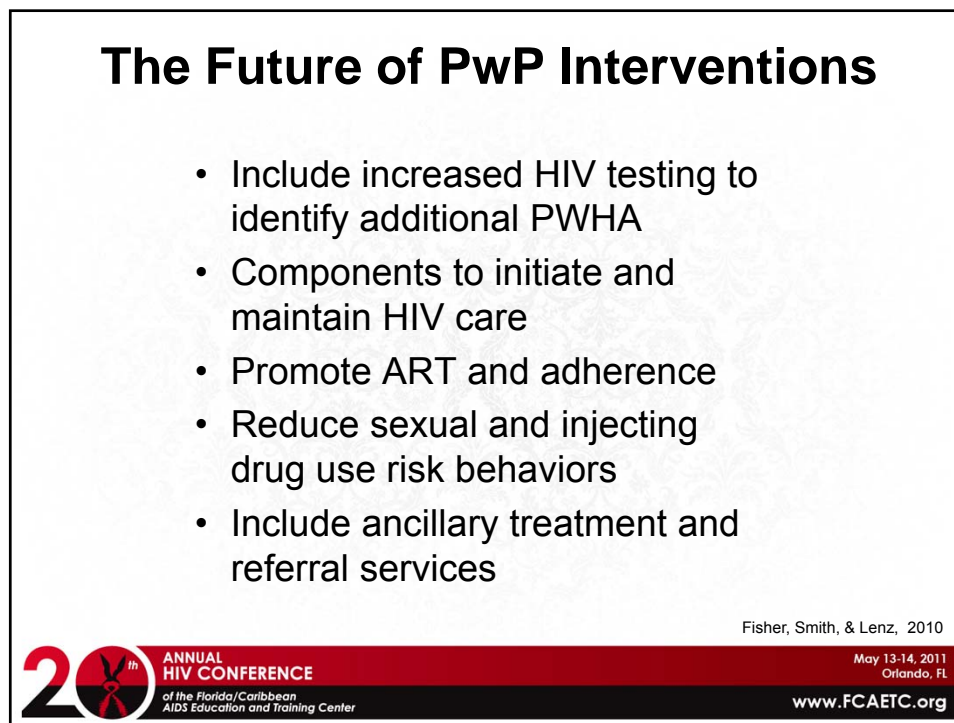 The Future of PwP Interventions
• Include increased HIV testing to
identify additional PWHA
• Components to initiate and
maintain HIV care
• Promote ART and adherence
• Reduce sexual and injecting
drug use risk behaviors
• Include ancillary treatment and
referral services
Fisher, Smith, & Lenz, 2010
20th
ANNUAL
HIV CONFERENCE
of the Florida/Caribbean
AIDS Education and Training Center
May 13-14, 2011
Orlando, FL
www.FCAETC.org